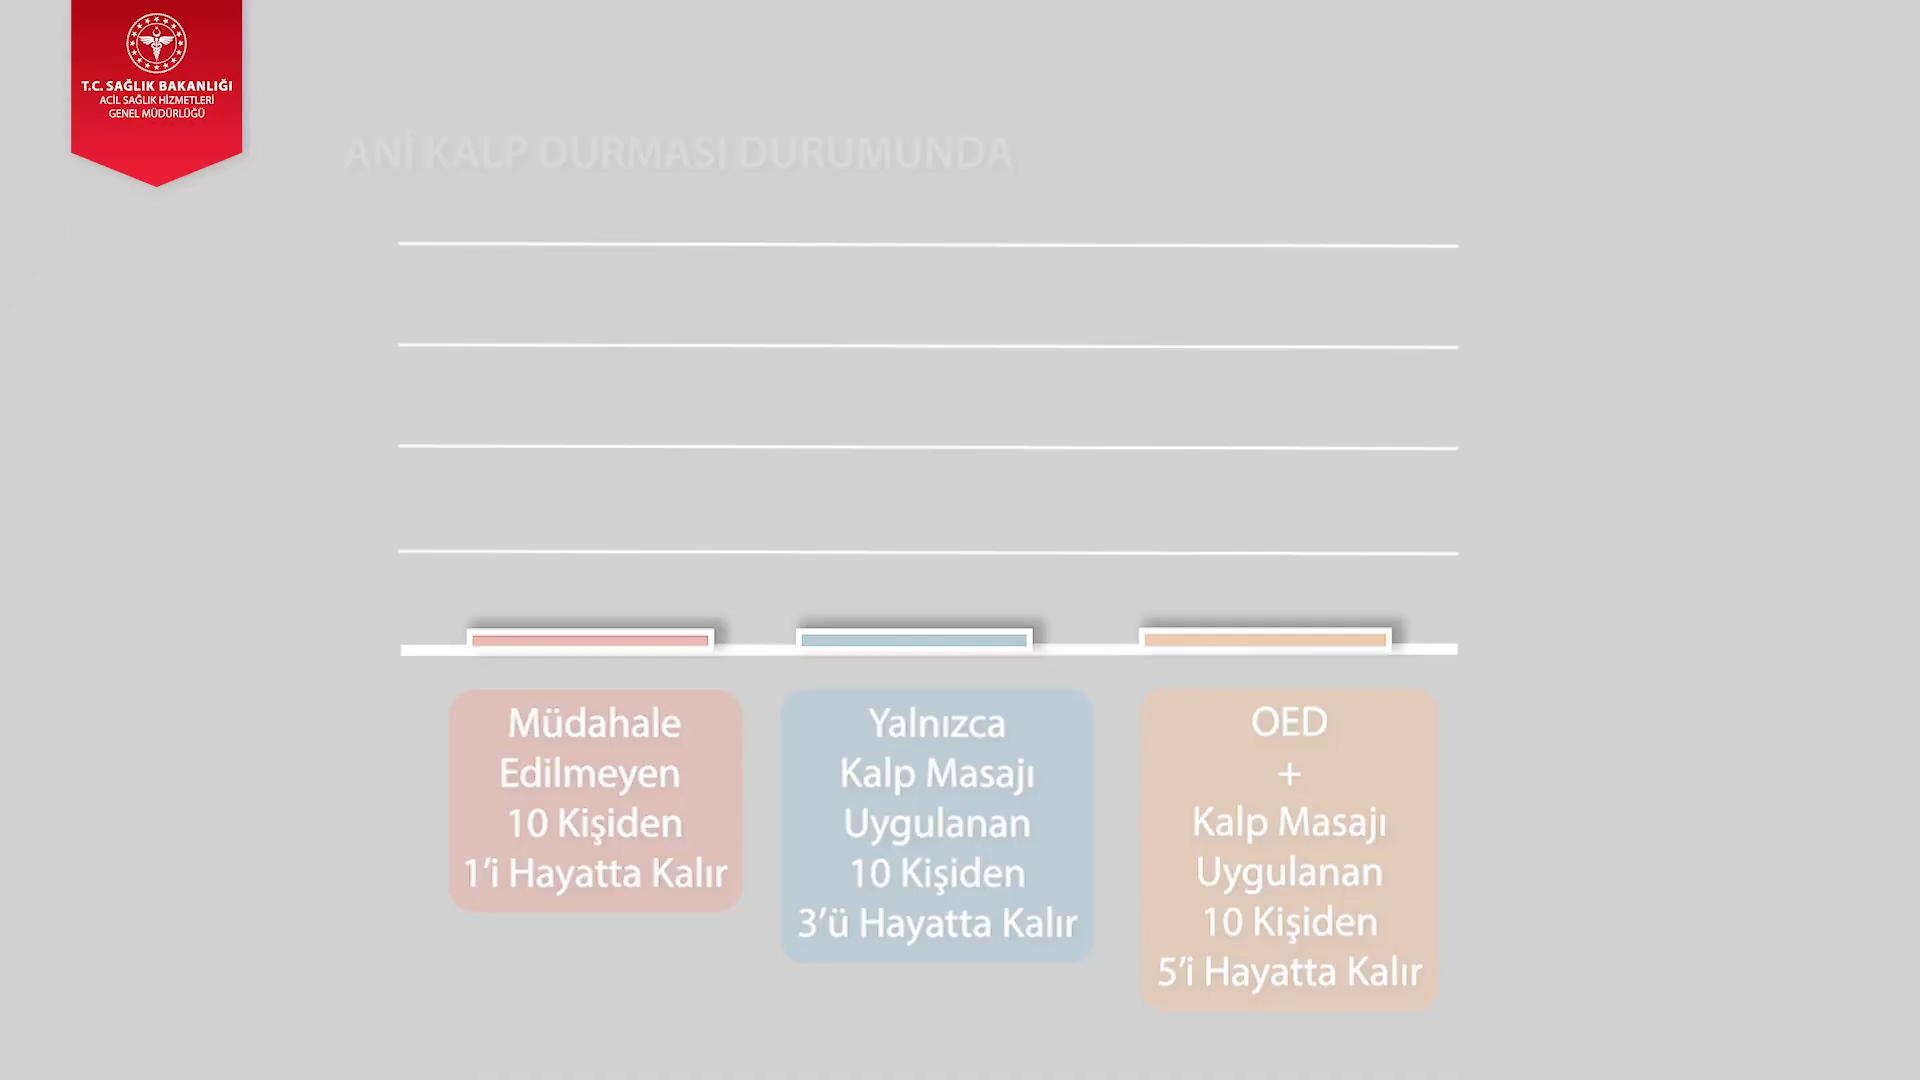 T.C. SAĞLIK BAKANLIĞI
ACİL SAĞLIK HİZMETLERİ
GENEL MÜDÜRLÜĞÜ
ANİ KALP DURMASI DURUMUNDA
Müdahale
Edilmeyen
10 Kişiden
1’i Hayatta Kalır
Yalnızca
Kalp Masajı
Uygulanan
10 Kişiden
3’ü Hayatta Kalır
OED
+
Kalp Masajı
Uygulanan
10 Kişiden
5’i Hayatta Kalır